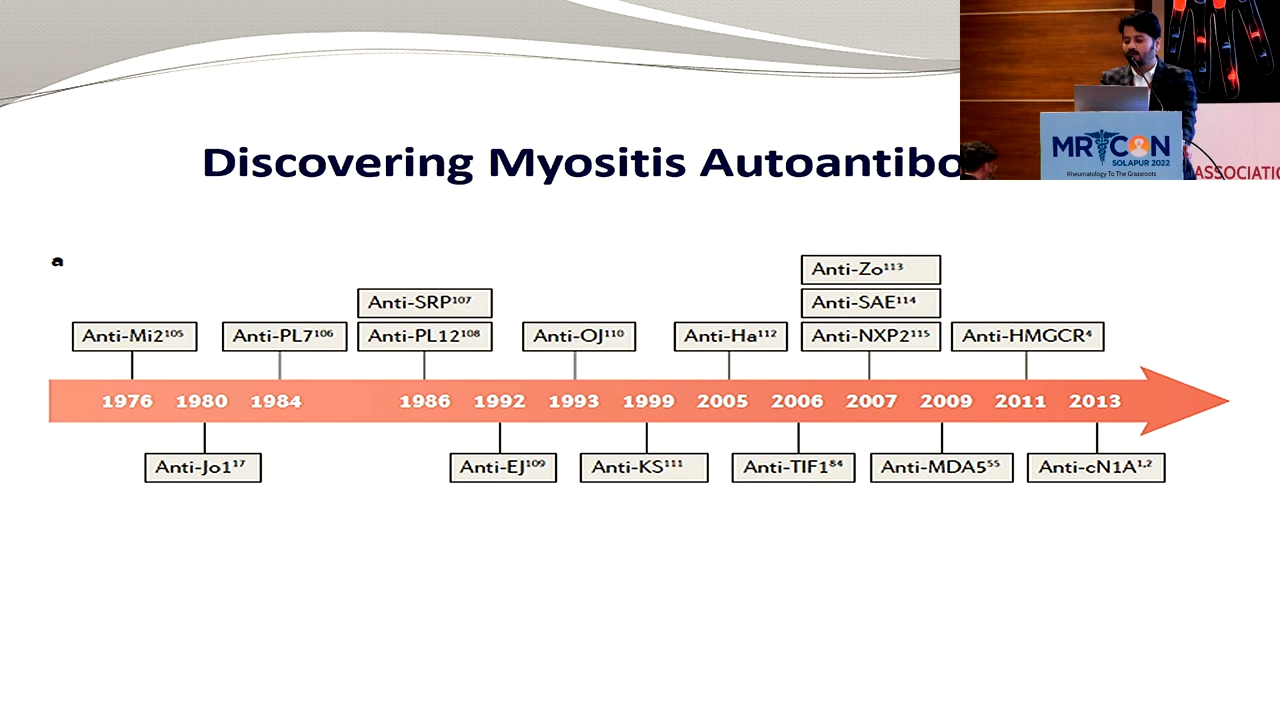 Discovering Myositis Autoantibo
MRCON
SOLAPUR 2022
Rheumatology To The Grassroots
ASSOCIATIO
a
Anti-Zo¹¹³
Anti-SRP¹⁰⁷ Anti-SAE¹¹⁴
Anti-Mi2¹⁰⁵ Anti-PL7¹⁰⁶ Anti-PL12¹⁰⁸ Anti-OJ¹¹⁰ Anti-Ha¹¹² Anti-NXP2¹¹⁵ Anti-HMGCR⁴
1976 1980 1984 1986 1992 1993 1999 2005 2006 2007 2009 2011 2013
Anti-Jo1¹⁷ Anti-EJ¹⁰⁹ Anti-KS¹¹¹ Anti-TIF1⁸⁴ Anti-MDA5⁵⁵ Anti-cN1A¹,²